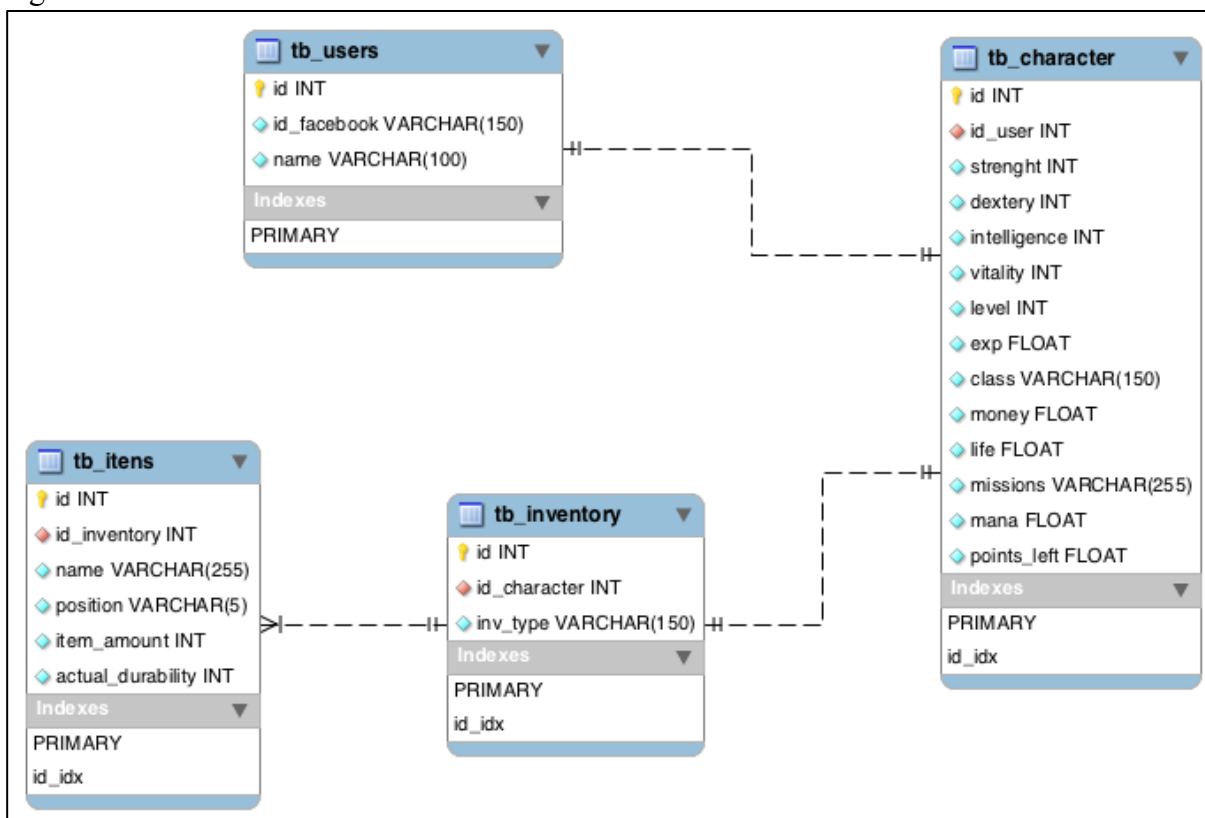 tb_users
id INT
id_facebook VARCHAR(150)
name VARCHAR(100)
Indexes
PRIMARY
tb_character
id INT
id_user INT
strenght INT
dextery INT
intelligence INT
vitality INT
level INT
exp FLOAT
class VARCHAR(150)
money FLOAT
life FLOAT
missions VARCHAR(255)
mana FLOAT
points_left FLOAT
Indexes
PRIMARY
id_idx
tb_itens
id INT
id_inventory INT
name VARCHAR(255)
position VARCHAR(5)
item_amount INT
actual_durability INT
Indexes
PRIMARY
id_idx
tb_inventory
id INT
id_character INT
inv_type VARCHAR(150)
Indexes
PRIMARY
id_idx